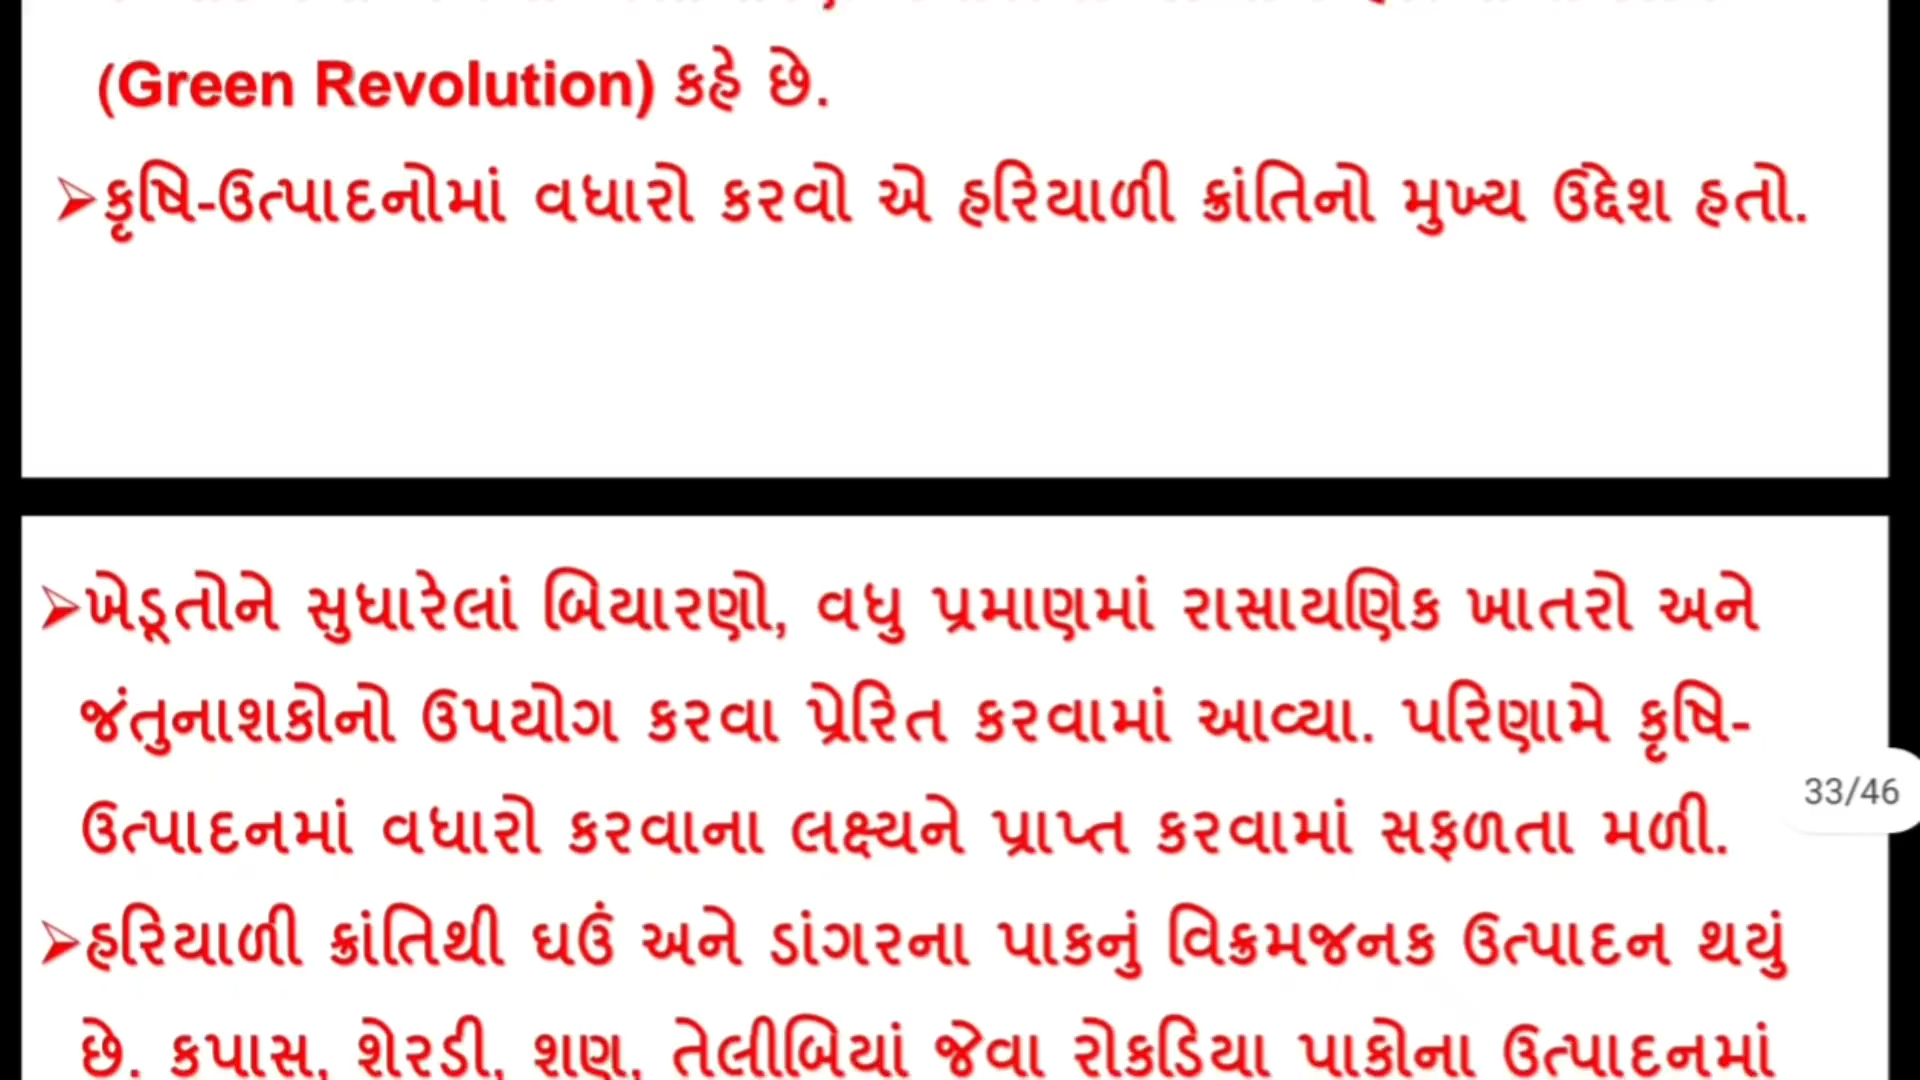 (Green Revolution) કહે છે.
➢કૃષિ-ઉત્પાદનોમાં વધારો કરવો એ હરિયાળી ક્રાંતિનો મુખ્ય ઉદ્દેશ હતો.
➢ખેડૂતોને સુધારેલાં બિયારણો, વધુ પ્રમાણમાં રાસાયણિક ખાતરો અને
જંતુનાશકોનો ઉપયોગ કરવા પ્રેરિત કરવામાં આવ્યા. પરિણામે કૃષિ-
33/46
ઉત્પાદનમાં વધારો કરવાના લક્ષ્યને પ્રાપ્ત કરવામાં સફળતા મળી.
➢હરિયાળી ક્રાંતિથી ઘઉં અને ડાંગરના પાકનું વિક્રમજનક ઉત્પાદન થયું
છે. કપાસ, શેરડી, શણ, તેલીબિયાં જેવા રોકડિયા પાકોના ઉત્પાદનમાં